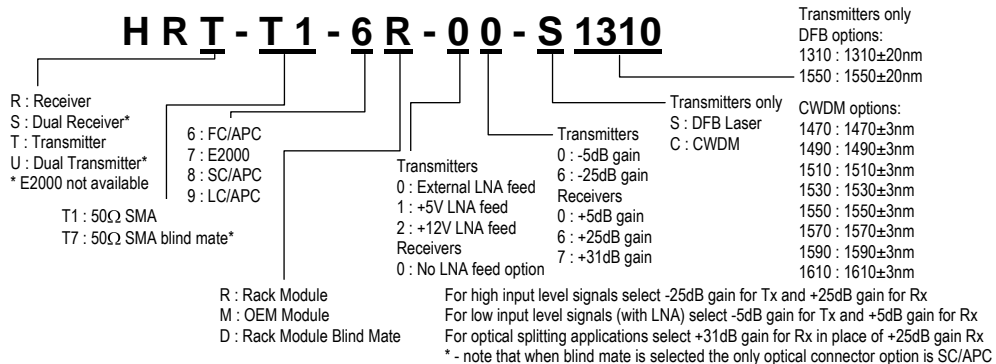 HRT-T1-6R-00-S1310
R : Receiver
S : Dual Receiver*
T : Transmitter
U : Dual Transmitter*
* E2000 not available
T1 : 50Ω SMA
T7 : 50Ω SMA blind mate*
6 : FC/APC
7 : E2000
8 : SC/APC
9 : LC/APC
R : Rack Module
M : OEM Module
D : Rack Module Blind Mate
Transmitters
0 : External LNA feed
1 : +5V LNA feed
2 : +12V LNA feed
Receivers
0 : No LNA feed option
Transmitters
0 : -5dB gain
6 : -25dB gain
Receivers
0 : +5dB gain
6 : +25dB gain
7 : +31dB gain
Transmitters only
S : DFB Laser
C : CWDM
Transmitters only
DFB options:
1310 : 1310±20nm
1550 : 1550±20nm
CWDM options:
1470 : 1470±3nm
1490 : 1490±3nm
1510 : 1510±3nm
1530 : 1530±3nm
1550 : 1550±3nm
1570 : 1570±3nm
1590 : 1590±3nm
1610 : 1610±3nm
For high input level signals select -25dB gain for Tx and +25dB gain for Rx
For low input level signals (with LNA) select -5dB gain for Tx and +5dB gain for Rx
For optical splitting applications select +31dB gain for Rx in place of +25dB gain Rx
* - note that when blind mate is selected the only optical connector option is SC/APC